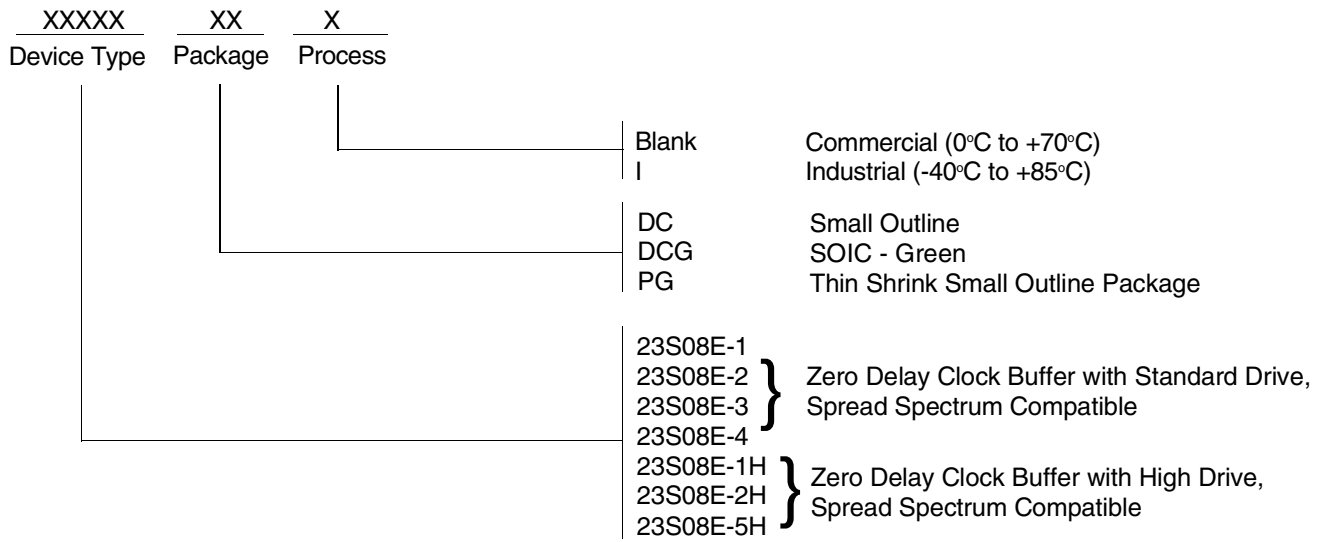 XXXXX XX X
Device Type Package Process
Blank Commercial (0°C to +70°C)
I Industrial (-40°C to +85°C)
DC Small Outline
DCG SOIC - Green
PG Thin Shrink Small Outline Package
23S08E-1
23S08E-2 } Zero Delay Clock Buffer with Standard Drive,
23S08E-3 Spread Spectrum Compatible
23S08E-4
23S08E-1H } Zero Delay Clock Buffer with High Drive,
23S08E-2H Spread Spectrum Compatible
23S08E-5H